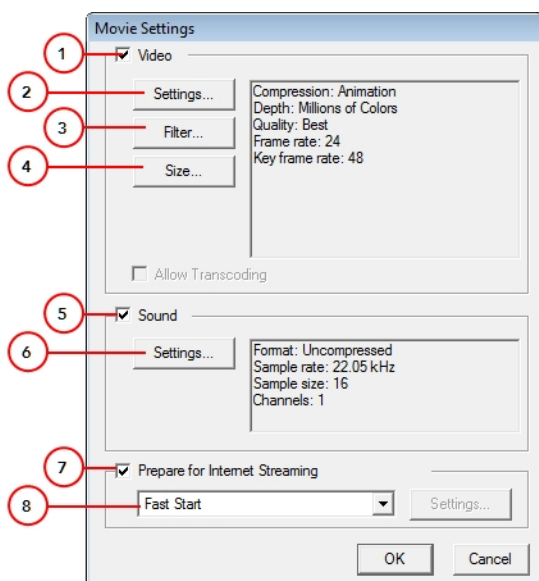 Movie Settings
1
Video
2
Settings...
3
Filter...
4
Size...
Compression: Animation
Depth: Millions of Colors
Quality: Best
Frame rate: 24
Key frame rate: 48
Allow Transcoding
5
Sound
6
Settings...
Format: Uncompressed
Sample rate: 22.05 kHz
Sample size: 16
Channels: 1
7
Prepare for Internet Streaming
8
Fast Start
Settings...
OK
Cancel